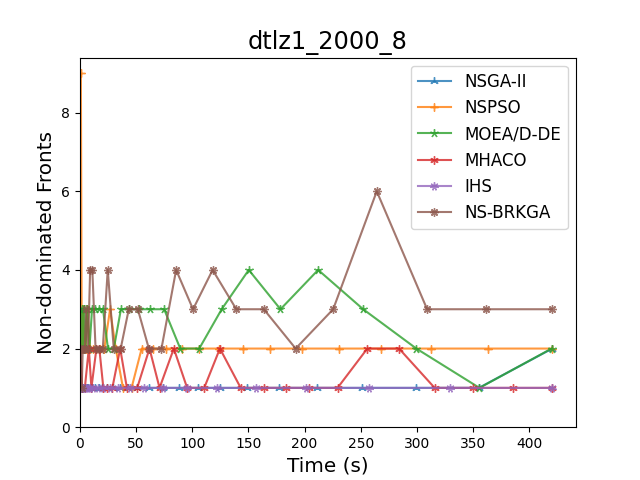 dtlz1_2000_8
Non-dominated Fronts
8
6
4
2
0
0 50 100 150 200 250 300 350 400
Time (s)
NSGA-II
NSPSO
MOEA/D-DE
MHACO
IHS
NS-BRKGA